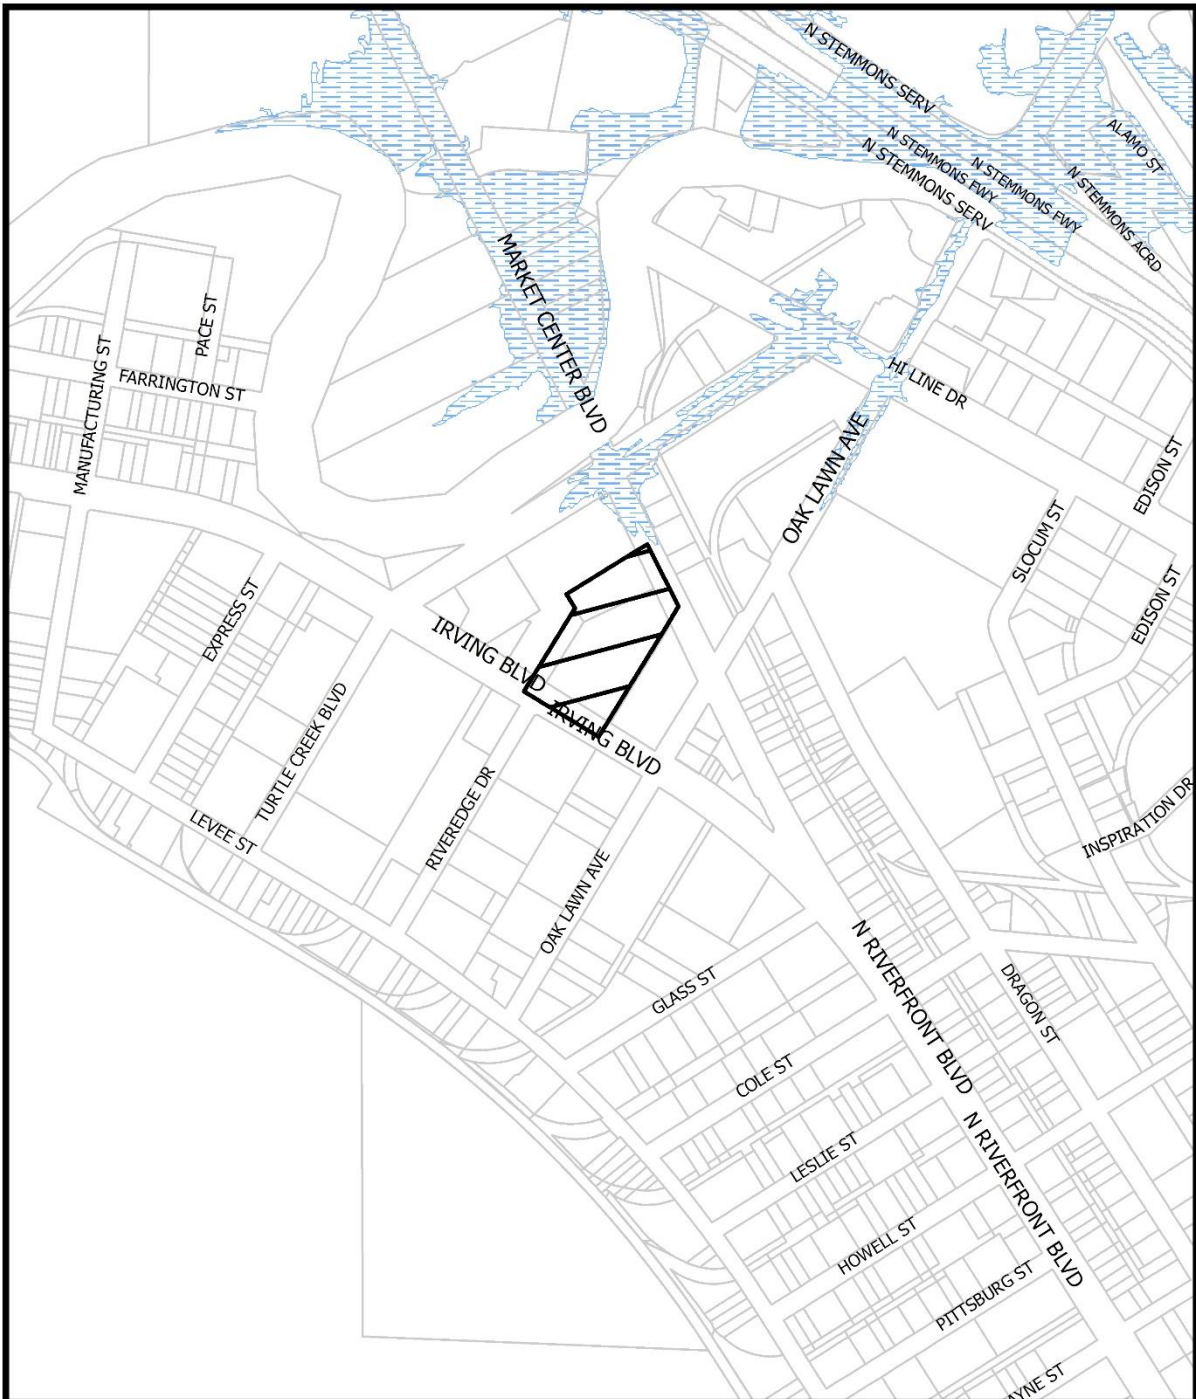 N STEMMONS SERV
ALAMO ST
N STEMMONS FWY
N STEMMONS SERV
N STEMMONS FWY
N STEMMONS ACRD
MARKET CENTER BLVD
PACE ST
MANUFACTURING ST
FARRINGTON ST
HI LINE DR
OAK LAWN AVE
EDISON ST
SLOCUM ST
EDISON ST
EXPRESS ST
IRVING BLVD
IRVING BLVD
TURTLE CREEK BLVD
RIVEREDGE DR
LEVEE ST
INSPIRATION DR
OAK LAWN AVE
GLASS ST
N RIVERFRONT BLVD
DRAGON ST
COLE ST
LESLIE ST
N RIVERFRONT BLVD
HOWELL ST
PITTSBURG ST
AYNE ST